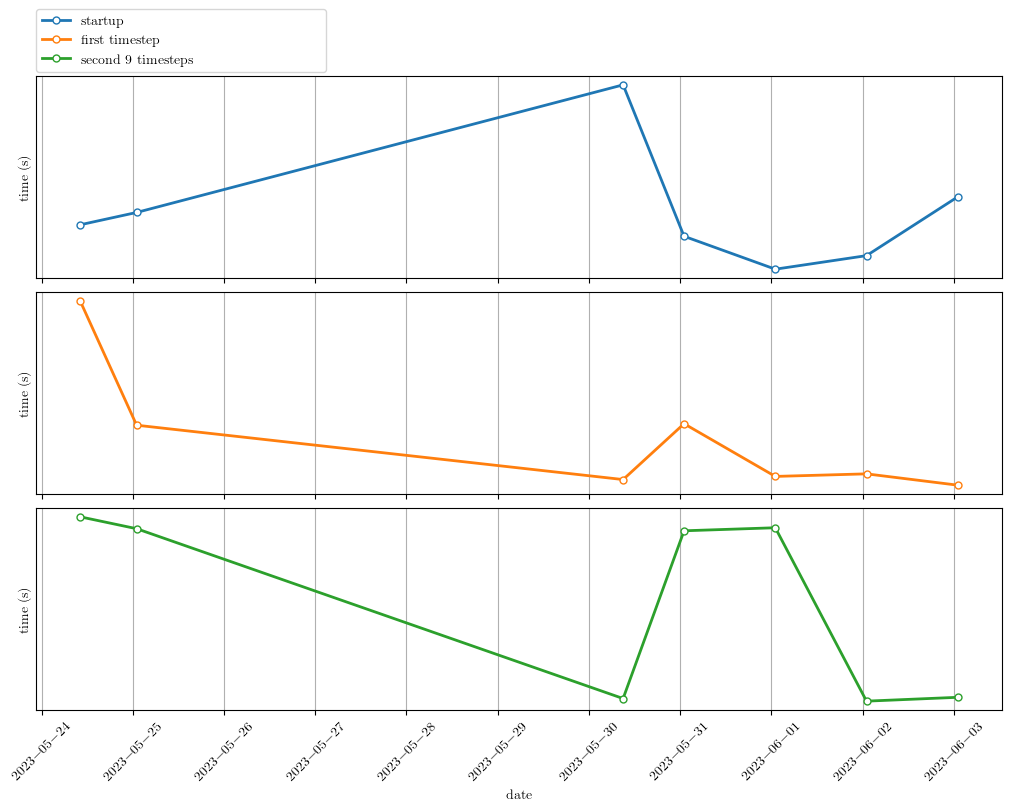 startup
first timestep
second 9 timesteps
time (s)
time (s)
time (s)
2023−05−24
2023−05−25
2023−05−26
2023−05−27
2023−05−28
2023−05−29
2023−05−30
2023−05−31
2023−06−01
2023−06−02
2023−06−03
date